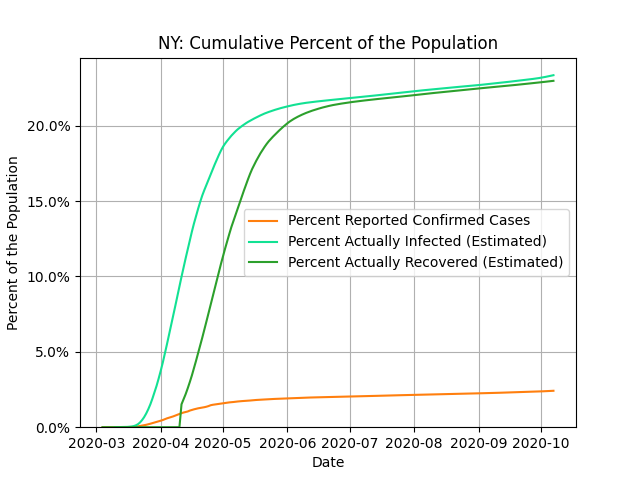 NY: Cumulative Percent of the Population
Percent of the Population
20.0%
15.0%
10.0%
5.0%
0.0%
Percent Reported Confirmed Cases
Percent Actually Infected (Estimated)
Percent Actually Recovered (Estimated)
2020-03 2020-04 2020-05 2020-06 2020-07 2020-08 2020-09 2020-10
Date